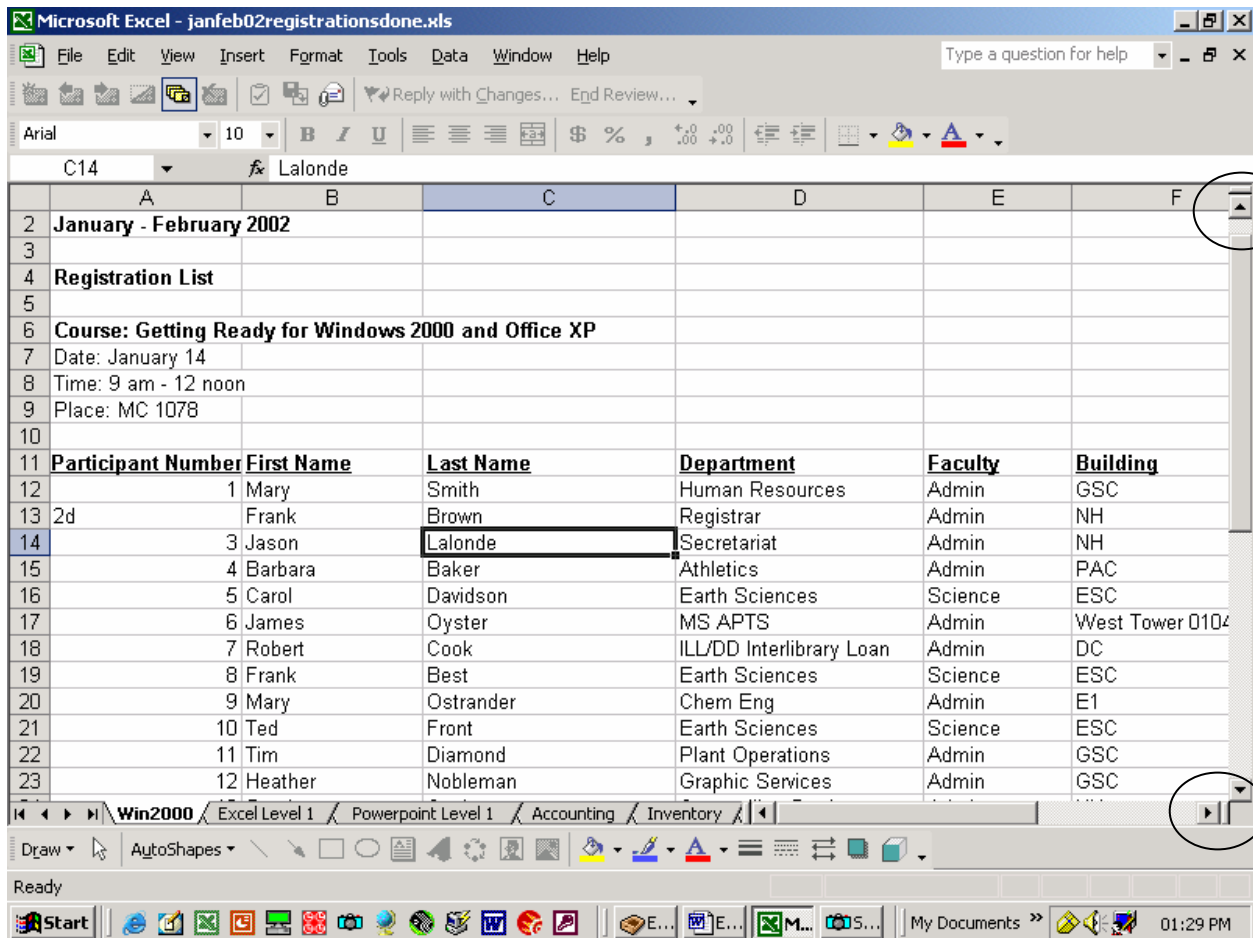 Microsoft Excel - janfeb02registrationsdone.xls
File Edit View Insert Format Tools Data Window Help Type a question for help
Reply with Changes... End Review...
Arial 10 B I U $ % ,
C14 fx Lalonde
A B C D E F
2 January - February 2002
3
4 Registration List
5
6 Course: Getting Ready for Windows 2000 and Office XP
7 Date: January 14
8 Time: 9 am - 12 noon
9 Place: MC 1078
10
11 Participant Number First Name Last Name Department Faculty Building
12 1 Mary Smith Human Resources Admin GSC
13 2d Frank Brown Registrar Admin NH
14 3 Jason Lalonde Secretariat Admin NH
15 4 Barbara Baker Athletics Admin PAC
16 5 Carol Davidson Earth Sciences Science ESC
17 6 James Oyster MS APTS Admin West Tower 0104
18 7 Robert Cook ILL/DD Interlibrary Loan Admin DC
19 8 Frank Best Earth Sciences Science ESC
20 9 Mary Ostrander Chem Eng Admin E1
21 10 Ted Front Earth Sciences Science ESC
22 11 Tim Diamond Plant Operations Admin GSC
23 12 Heather Nobleman Graphic Services Admin GSC
Win2000 Excel Level 1 Powerpoint Level 1 Accounting Inventory
Draw AutoShapes A
Ready
Start E... E... M... S... My Documents » 01:29 PM